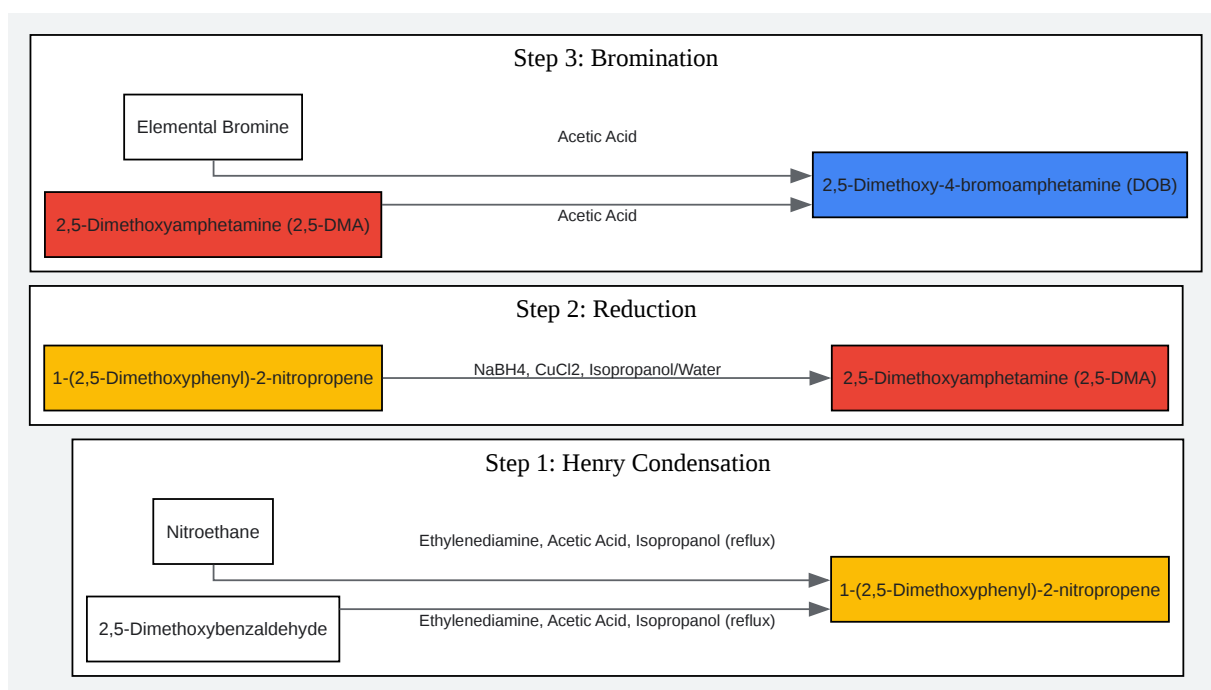 Step 3: Bromination
Elemental Bromine
Acetic Acid
2,5-Dimethoxy-4-bromoamphetamine (DOB)
2,5-Dimethoxyamphetamine (2,5-DMA)
Acetic Acid
Step 2: Reduction
1-(2,5-Dimethoxyphenyl)-2-nitropropene
NaBH4, CuCl2, Isopropanol/Water
2,5-Dimethoxyamphetamine (2,5-DMA)
Step 1: Henry Condensation
Nitroethane
Ethylenediamine, Acetic Acid, Isopropanol (reflux)
1-(2,5-Dimethoxyphenyl)-2-nitropropene
2,5-Dimethoxybenzaldehyde
Ethylenediamine, Acetic Acid, Isopropanol (reflux)